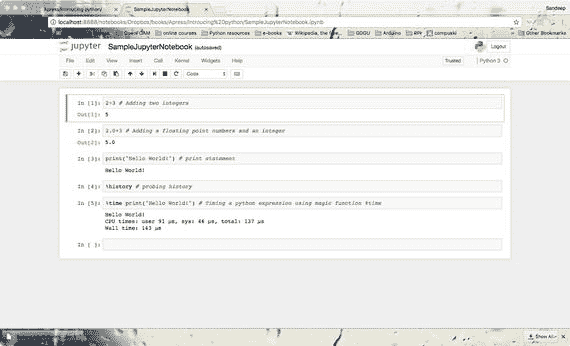 Apress/Introucing python/
SampleJupyterNotebook
Sandeep
localhost:8888/notebooks/Dropbox/books/Apress/Introucing%20python/SampleJupyterNotebook.ipynb
OpenFOAM online courses Python resources e-books Wikipedia, the free GDGU Arduino RPi compuski Other Bookmarks
jupyter SampleJupyterNotebook (autosaved) Logout
File Edit View Insert Cell Kernel Widgets Help Trusted Python 3
Code
In [1]: 2+3 # Adding two integers
Out[1]: 5
In [2]: 2.0+3 # Adding a floating point numbers and an integer
Out[2]: 5.0
In [3]: print("Hello World!") # print statement
Hello World!
In [4]: %history # probing history
In [5]: %time print("Hello World!") # Timing a python expression using magic function %time
Hello World!
CPU times: user 91 µs, sys: 46 µs, total: 137 µs
Wall time: 143 µs
In [ ]:
Show All